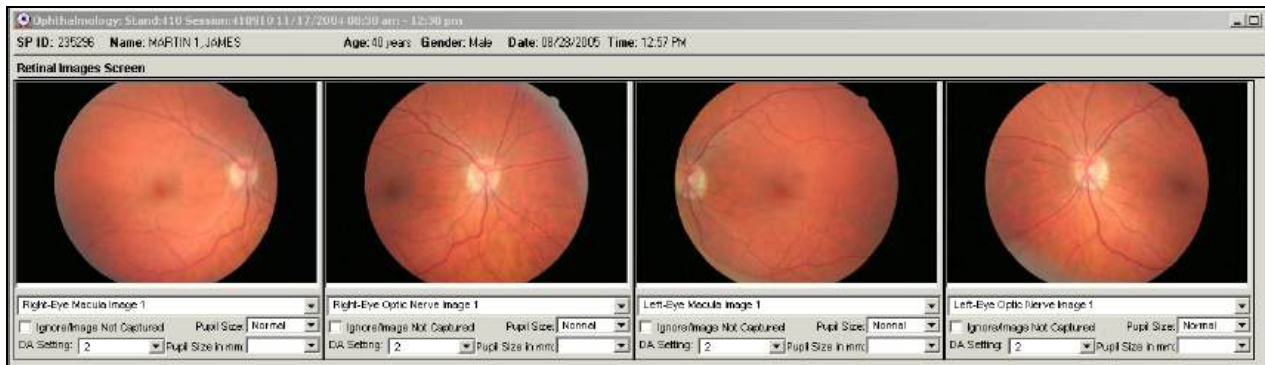 Ophthelmology: Stand:410 Session:410910 11/17/2004 08:30 am - 12:30 pm
SP ID: 235296 Name: MARTIN 1, JAMES Age: 40 years Gender: Male Date: 08/28/2005 Time: 12:57 PM
Retinal Images Screen
Right-Eye Macula Image 1 Right-Eye Optic Nerve Image 1 Left-Eye Macula Image 1 Left-Eye Optic Nerve Image 1
Ignore/Image Not Captured Pupil Size: Normal Ignore/Image Not Captured Pupil Size: Normal Ignore/Image Not Captured Pupil Size: Normal Ignore/Image Not Captured Pupil Size: Normal
DA Setting: 2 Pupil Size in mm: DA Setting: 2 Pupil Size in mm: DA Setting: 2 Pupil Size in mm: DA Setting: 2 Pupil Size in mm: